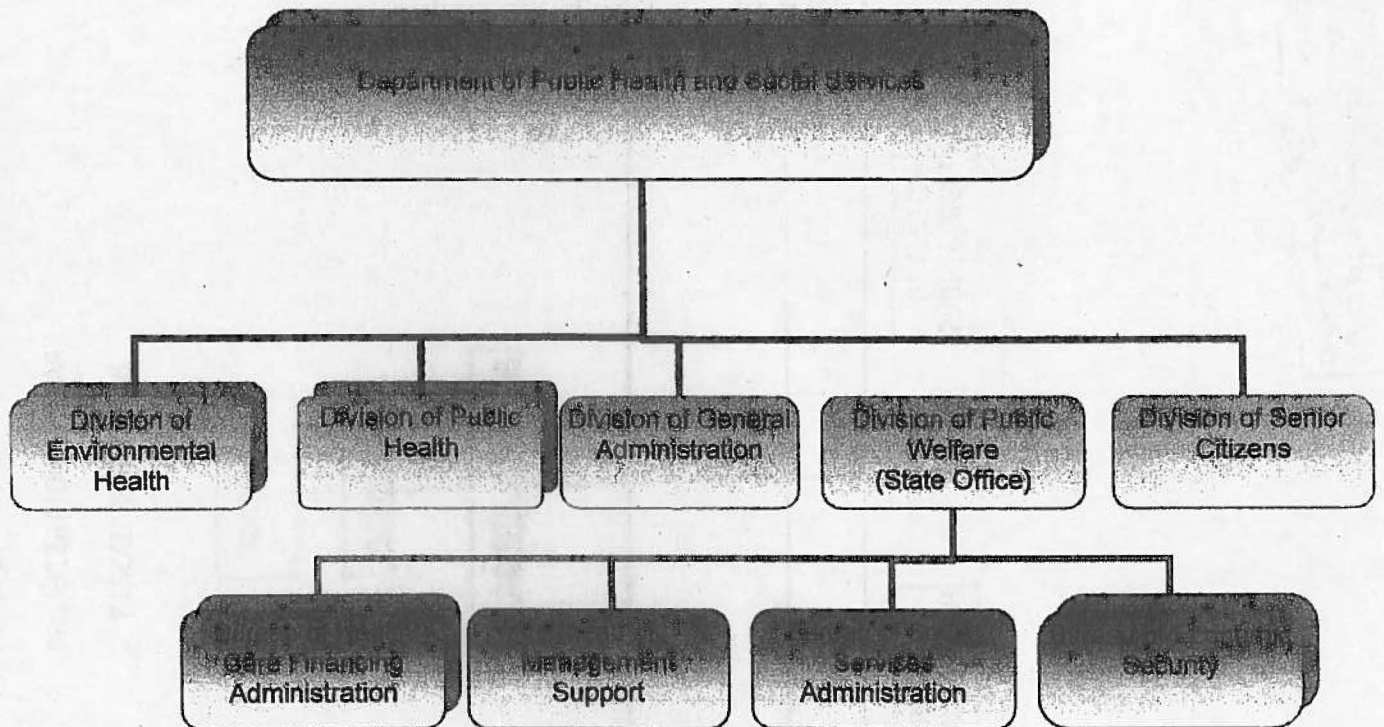 Department of Public Health and Social Services
Division of
Environmental
Health
Division of Public
Health
Division of General
Administration
Division of Public
Welfare
(State Office)
Division of Senior
Citizens
Care Financing
Administration
Management
Support
Services
Administration
Security